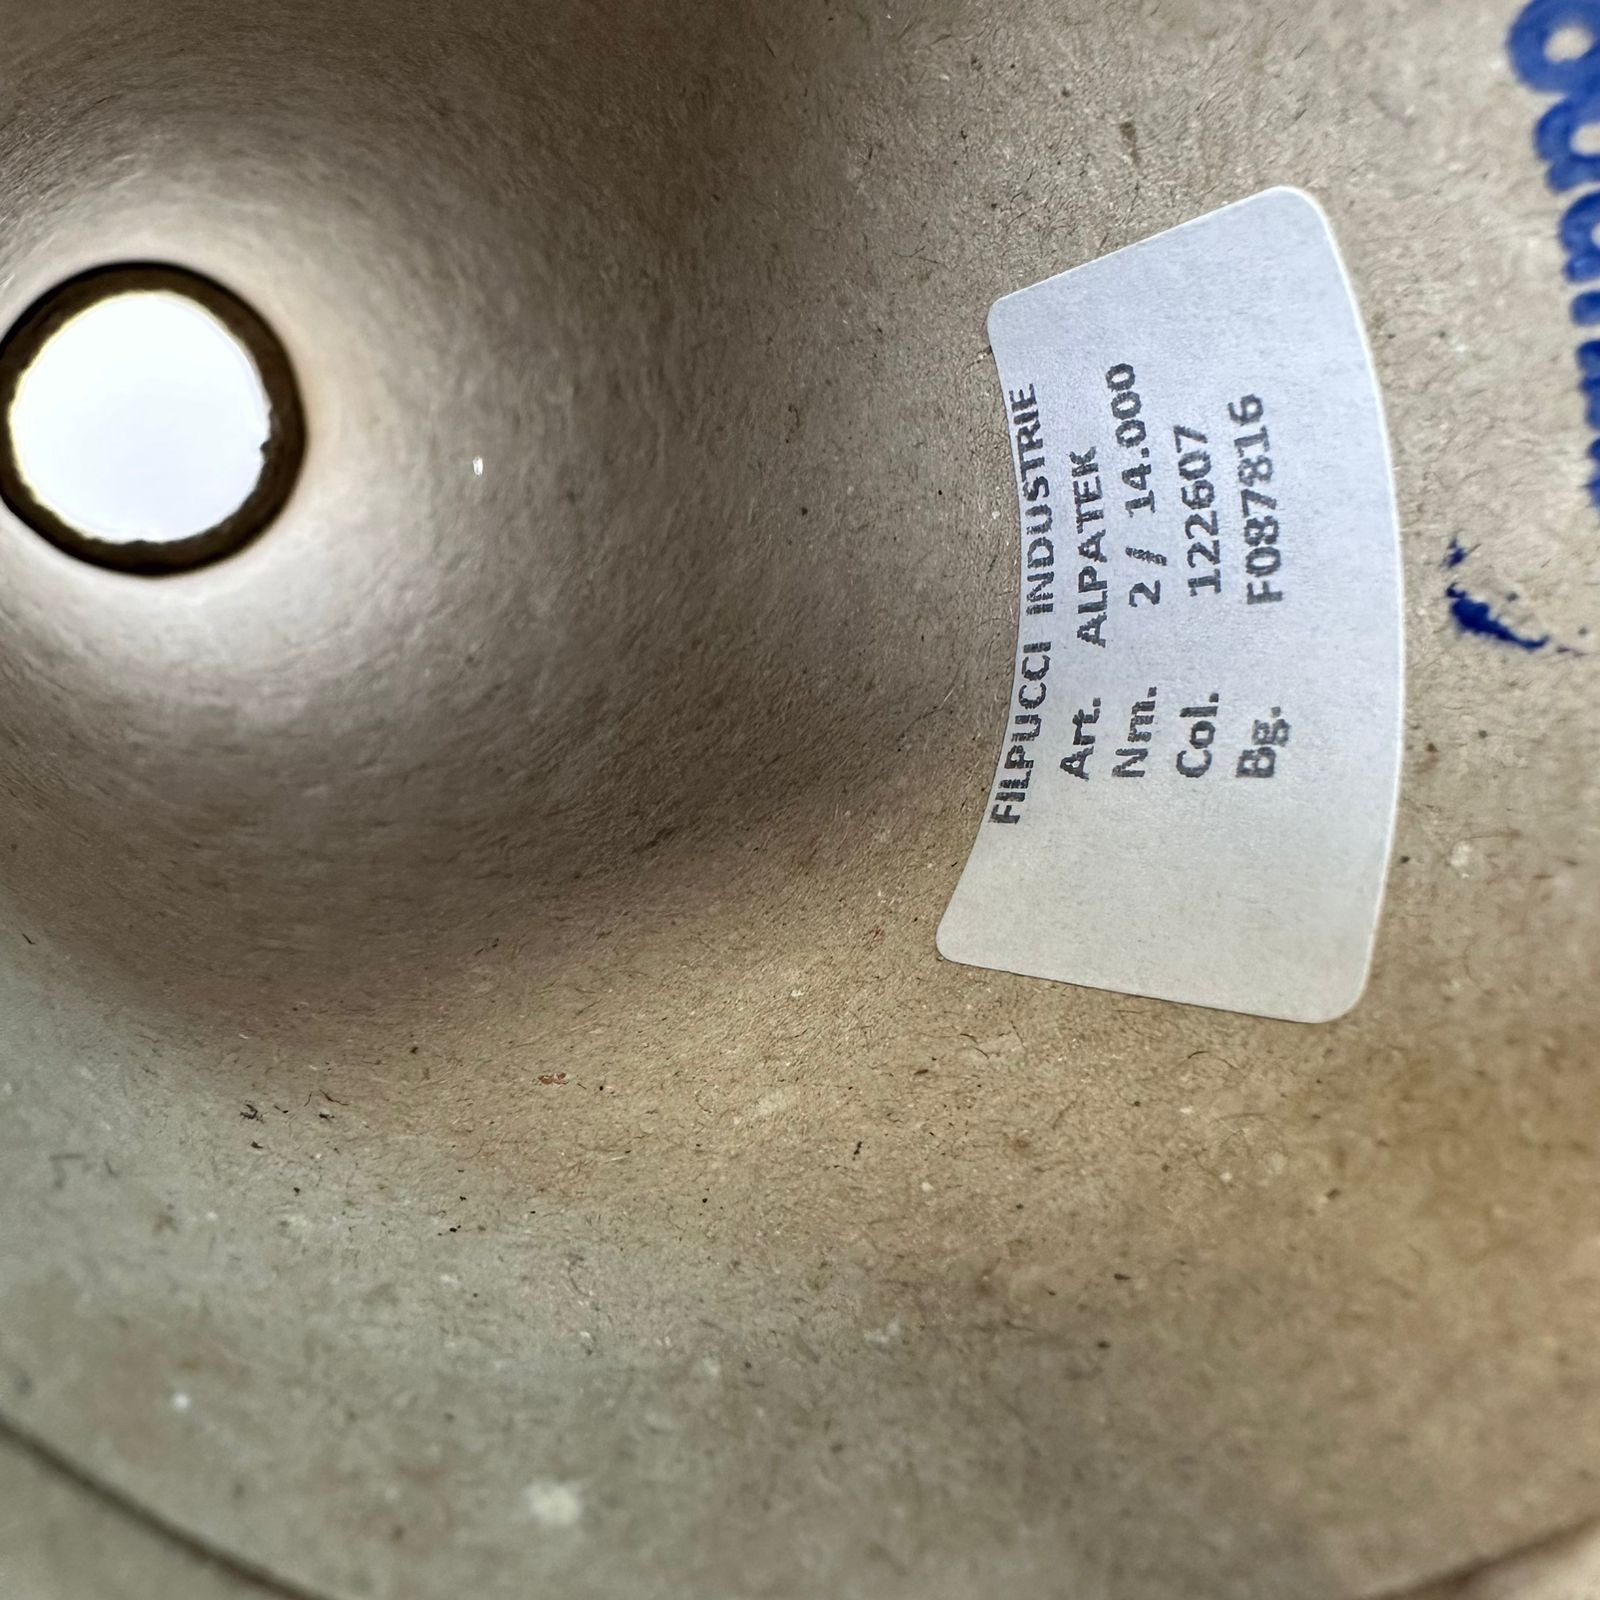 FILPUCCI INDUSTRIE
Art. ALPATEK
Nm. 2 / 14.000
Col. 122607
Bg. F087816